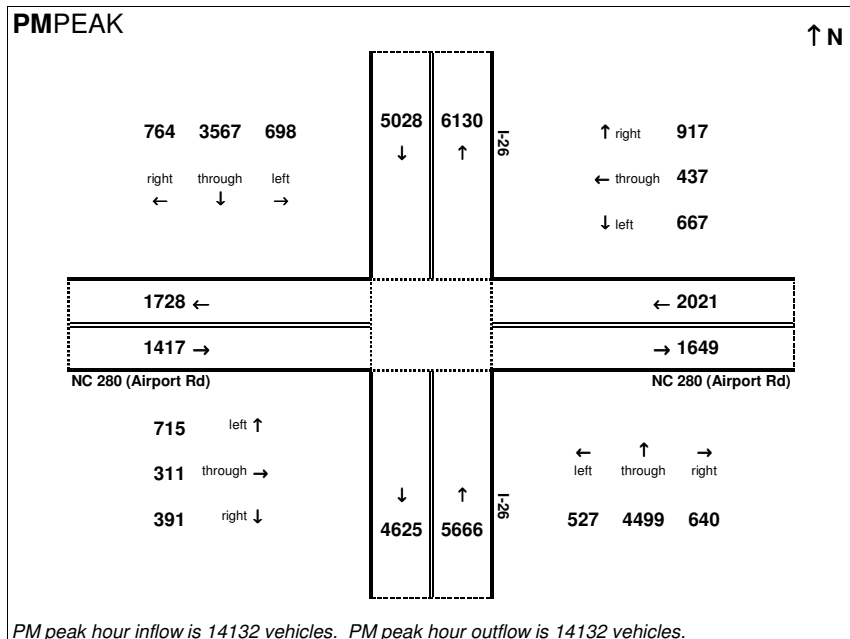 PMPEAK
↑ N
764 3567 698
right through left
← ↓ →
5028 6130
↓ ↑
I-26
↑ right 917
← through 437
↓ left 667
1728 ←
← 2021
1417 →
→ 1649
NC 280 (Airport Rd)
NC 280 (Airport Rd)
715 left ↑
311 through →
391 right ↓
↓ ↑
4625 5666
I-26
← ↑ →
left through right
527 4499 640
PM peak hour inflow is 14132 vehicles. PM peak hour outflow is 14132 vehicles.